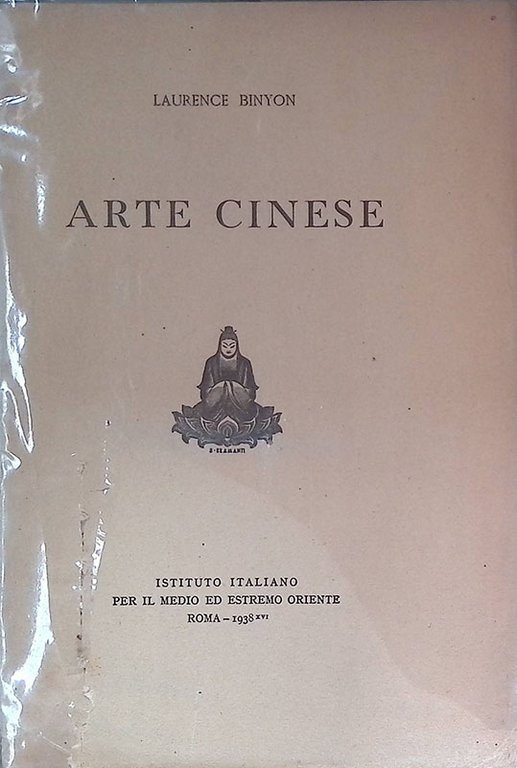 LAURENCE BINYON
ARTE CINESE
ISTITUTO ITALIANO
PER IL MEDIO ED ESTREMO ORIENTE
ROMA – 1938 XVI